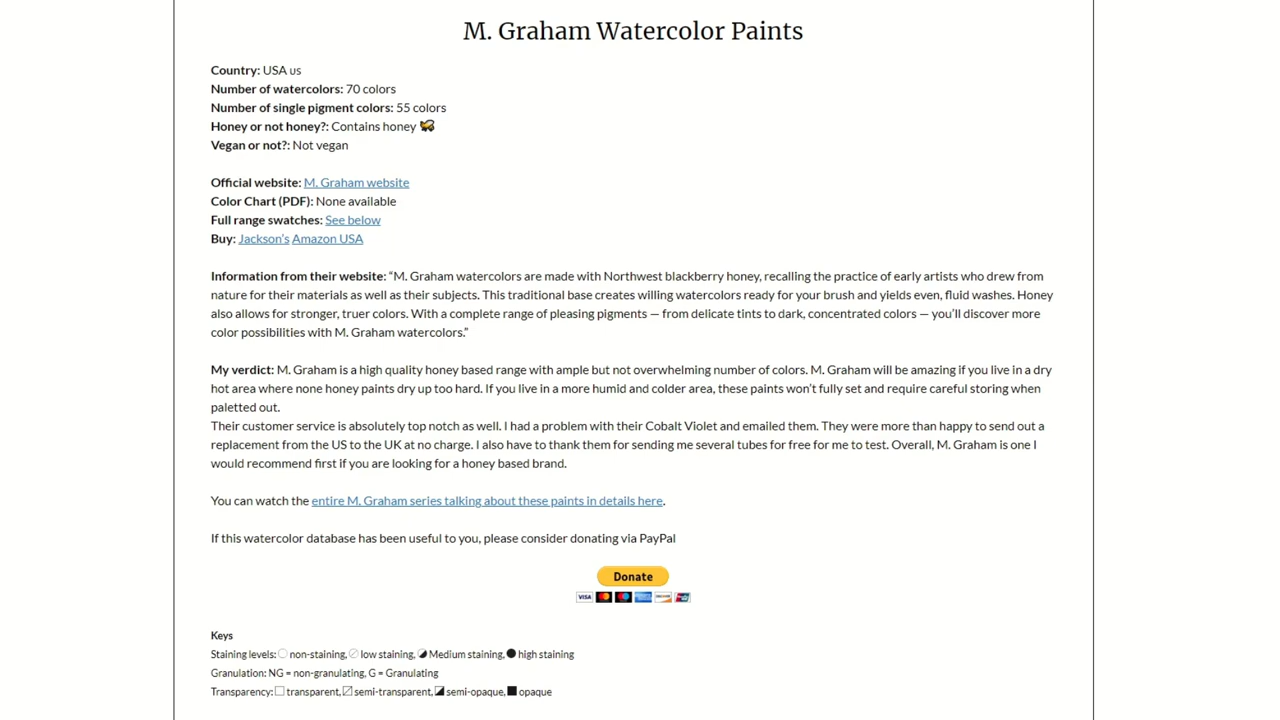 M. Graham Watercolor Paints
Country: USA us
Number of watercolors: 70 colors
Number of single pigment colors: 55 colors
Honey or not honey?: Contains honey
Vegan or not?: Not vegan
Official website: M. Graham website
Color Chart (PDF): None available
Full range swatches: See below
Buy: Jackson's Amazon USA
Information from their website: “M. Graham watercolors are made with Northwest blackberry honey, recalling the practice of early artists who drew from
nature for their materials as well as their subjects. This traditional base creates willing watercolors ready for your brush and yields even, fluid washes. Honey
also allows for stronger, truer colors. With a complete range of pleasing pigments — from delicate tints to dark, concentrated colors — you’ll discover more
color possibilities with M. Graham watercolors.”
My verdict: M. Graham is a high quality honey based range with ample but not overwhelming number of colors. M. Graham will be amazing if you live in a dry
hot area where none honey paints dry up too hard. If you live in a more humid and colder area, these paints won’t fully set and require careful storing when
paletted out.
Their customer service is absolutely top notch as well. I had a problem with their Cobalt Violet and emailed them. They were more than happy to send out a
replacement from the US to the UK at no charge. I also have to thank them for sending me several tubes for free for me to test. Overall, M. Graham is one I
would recommend first if you are looking for a honey based brand.
You can watch the entire M. Graham series talking about these paints in details here.
If this watercolor database has been useful to you, please consider donating via PayPal
Donate
VISA
Keys
Staining levels: non-staining, low staining, Medium staining, high staining
Granulation: NG = non-granulating, G = Granulating
Transparency: transparent, semi-transparent, semi-opaque, opaque